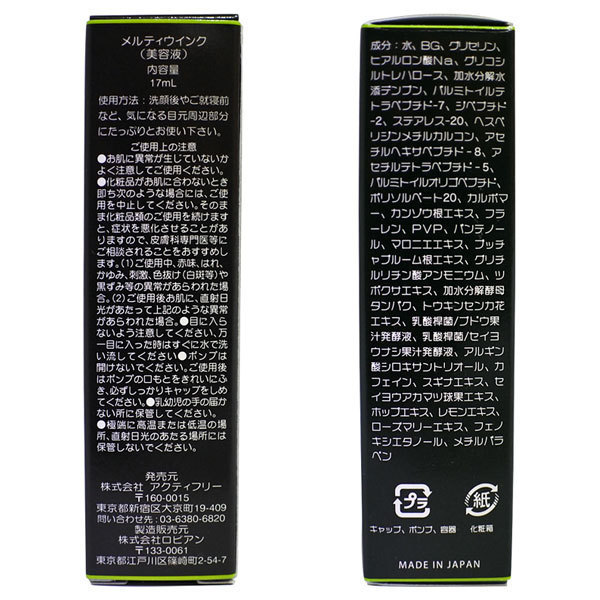 メルティウインク
(美容液)
内容量
17mL
使用方法:洗顔後やご就寝前
など、気になる目元周辺部分
にたっぷりとお使い下さい。
ご使用上の注意
●お肌に異常が生じていないか
よく注意してご使用ください。
●化粧品がお肌に合わないとき
即ち次のような場合には、ご使
用を中止してください。そのま
ま化粧品類のご使用を続けます
と、症状を悪化させることがあ
りますので、皮膚科専門医等に
ご相談されることをおすすめし
ます。(1)ご使用中、赤味、はれ、
かゆみ、刺激、色抜け(白斑等)や
黒ずみ等の異常があらわれた場
合。(2)ご使用後お肌に、直射日
光があたって上記のような異常
があらわれた場合●目に入ら
ないよう注意してください、万
一目に入った時はすぐに水で洗
い流してください●ポンプは
開けないでください。ご使用後
はポンプの口もとをきれいにふ
き、必ずしっかりキャップをしめ
てください。●乳幼児の手の届か
ない所に保管してください。
●極端に高温または低温の場
所、直射日光のあたる場所には
保管しないでください。
発売元
株式会社 アクティフリー
〒160-0015
東京都新宿区大京町19-409
問い合わせ先:03-6380-6820
製造販売元
株式会社ロビアン
〒133-0061
東京都江戸川区篠崎町2-54-7
成分:水、BG、グリセリン、
ヒアルロン酸Na、グリコシ
ルトレハロース、加水分解水
添デンプン、パルミトイルテ
トラペプチド-7、ジペプチド
-2、ステアレス-20、ヘスペ
リジンメチルカルコン、アセ
チルヘキサペプチド-8、ア
セチルテトラペプチド-5、
パルミトイルオリゴペプチド、
ポリソルベート20、カルボマ
ー、カンゾウ根エキス、フラ
ーレン、PVP、パンテノー
ル、マロニエエキス、ブッチ
ャブルーム根エキス、グリチ
ルリチン酸アンモニウム、ツ
ボクサエキス、加水分解酵母
タンパク、トウキンセンカ花
エキス、乳酸桿菌/ブドウ果
汁発酵液、乳酸桿菌/セイヨ
ウナシ果汁発酵液、アルギン
酸シロキサントリオール、カ
フェイン、スギナエキス、セ
イヨウアカマツ球果エキス、
ホップエキス、レモンエキス、
ローズマリーエキス、フェノ
キシエタノール、メチルパラ
ベン
プラ
紙
キャップ、ポンプ、容器
化粧箱
MADE IN JAPAN